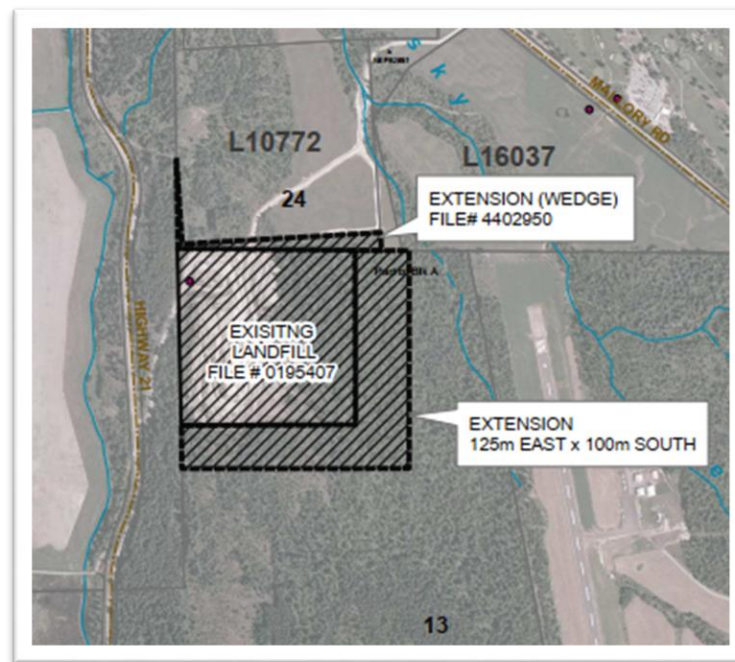 s k y
MALLORY RD
L10772
L16037
24
EXTENSION (WEDGE)
FILE# 4402950
HIGHWAY 21
EXISITNG
LANDFILL
FILE # 0195407
EXTENSION
125m EAST x 100m SOUTH
13